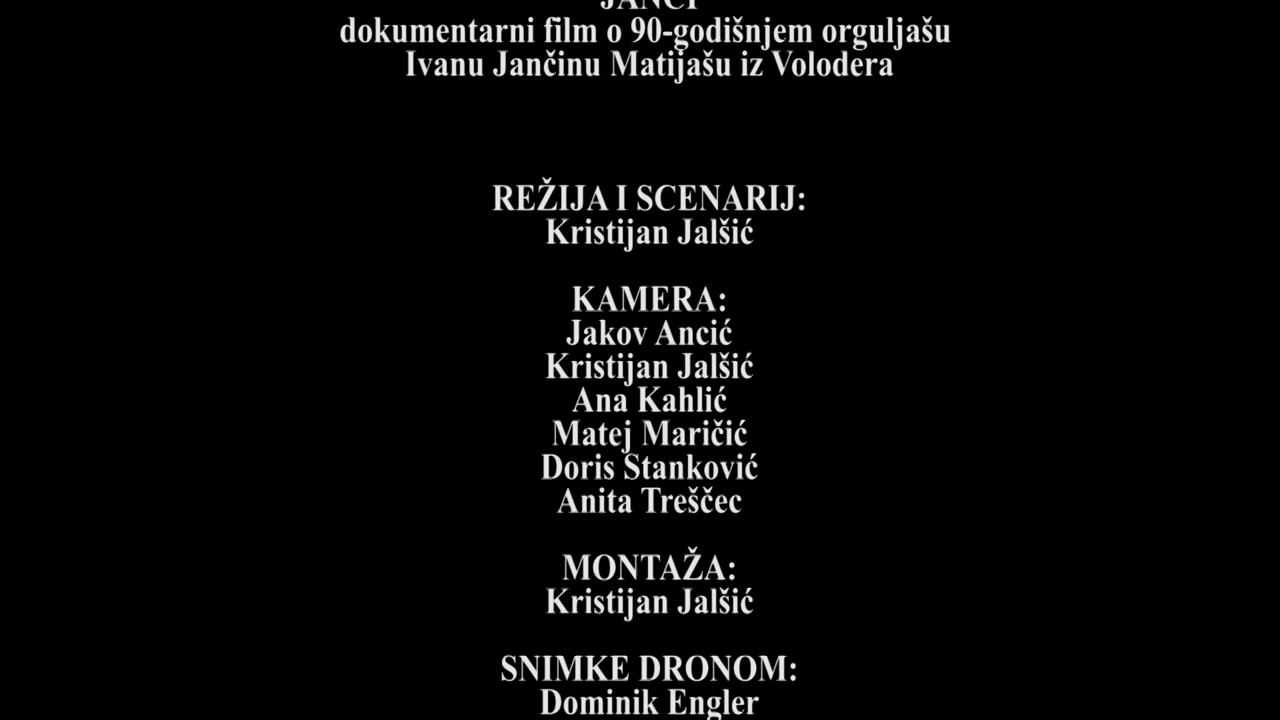 JANČI
dokumentarni film o 90-godišnjem orguljašu
Ivanu Jančinu Matijašu iz Volodera
REŽIJA I SCENARIJ:
Kristijan Jalšić
KAMERA:
Jakov Ancić
Kristijan Jalšić
Ana Kahlić
Matej Maričić
Doris Stanković
Anita Treščec
MONTAŽA:
Kristijan Jalšić
SNIMKE DRONOM:
Dominik Engler